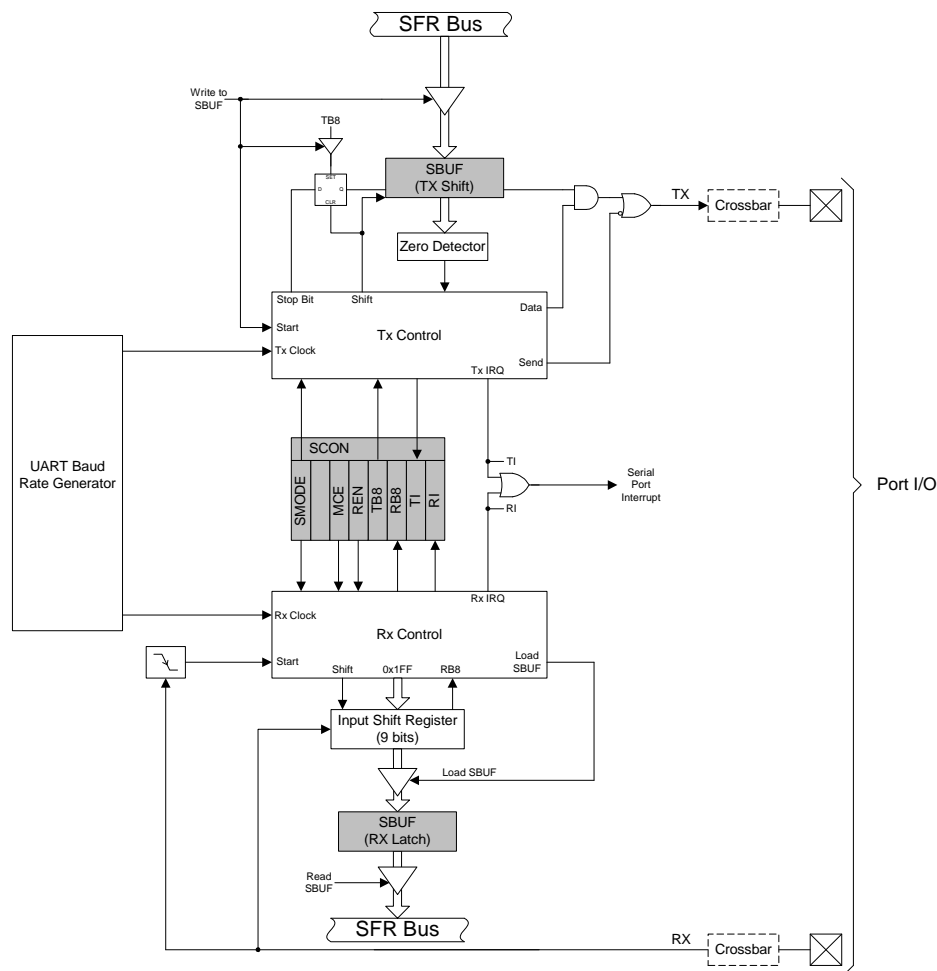 SFR Bus
Write to
SBUF
TB8
SBUF
(TX Shift)
SET
D
Q
CLR
TX
Crossbar
Zero Detector
Stop Bit
Shift
Data
Start
Tx Control
Tx Clock
Send
Tx IRQ
UART Baud
Rate Generator
SCON
SMODE
MCE
REN
TB8
RB8
TI
RI
TI
RI
Serial
Port
Interrupt
Port I/O
Rx IRQ
Rx Clock
Rx Control
Start
Load
SBUF
Shift
0x1FF
RB8
Input Shift Register
(9 bits)
Load SBUF
SBUF
(RX Latch)
Read
SBUF
SFR Bus
RX
Crossbar